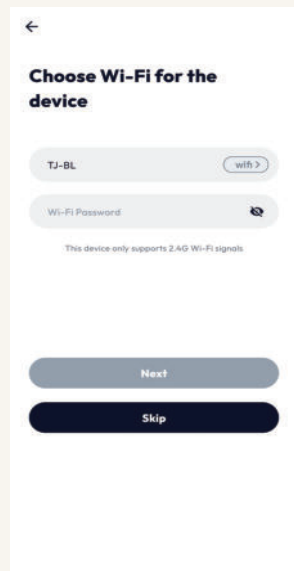 Choose Wi-Fi for the
device
TJ-BL
wifi >
Wi-Fi Password
This device only supports 2.4G Wi-Fi signals
Next
Skip